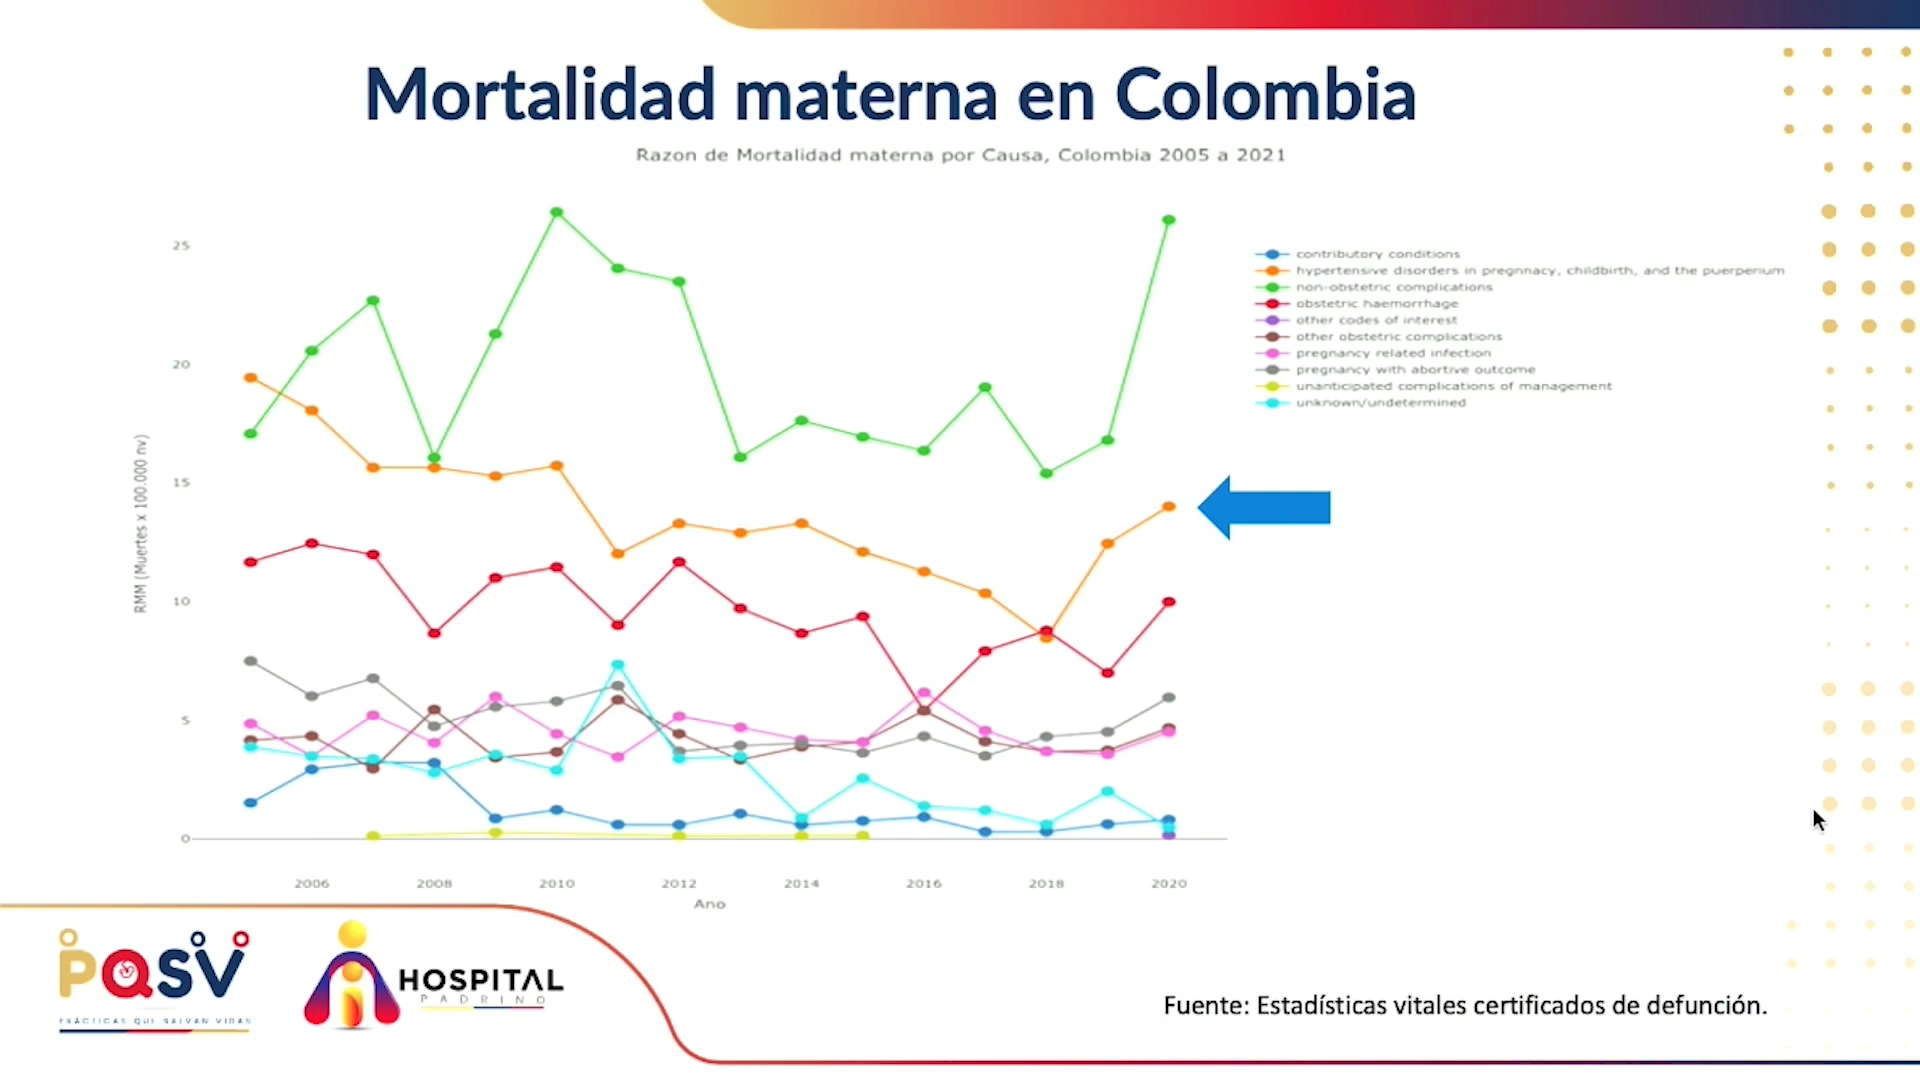 Mortalidad materna en Colombia
Razon de Mortalidad materna por Causa, Colombia 2005 a 2021
25
20
15
10
5
0
RMM (Muertes x 100.000 nv)
contributory conditions
hypertensive disorders in pregnnacy, childbirth, and the puerperium
non-obstetric complications
obstetric haemorrhage
other codes of interest
other obstetric complications
pregnancy related infection
pregnancy with abortive outcome
unanticipated complications of management
unknown/undetermined
2006 2008 2010 2012 2014 2016 2018 2020
Ano
PQSV
PRÁCTICAS QUE SALVAN VIDAS
HOSPITAL
PADRINO
Fuente: Estadísticas vitales certificados de defunción.